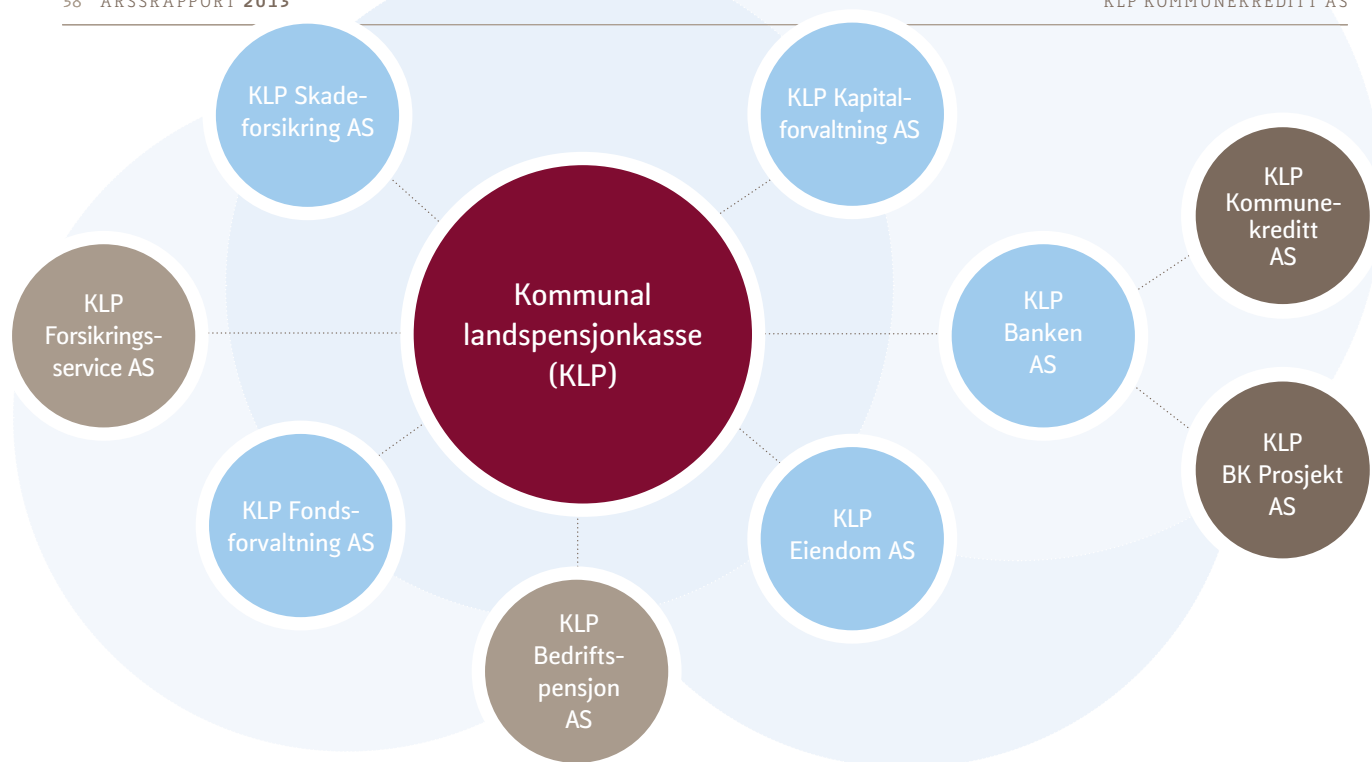 58 ÅRSSRAPPORT 2013
KLP KOMMUNEKREDITT AS
KLP Skade-
forsikring AS
KLP Kapital-
forvaltning AS
KLP
Kommune-
kreditt
AS
KLP
Forsikrings-
service AS
Kommunal
landspensjonkasse
(KLP)
KLP
Banken
AS
KLP
BK Prosjekt
AS
KLP Fonds-
forvaltning AS
KLP
Eiendom AS
KLP
Bedrifts-
pensjon
AS